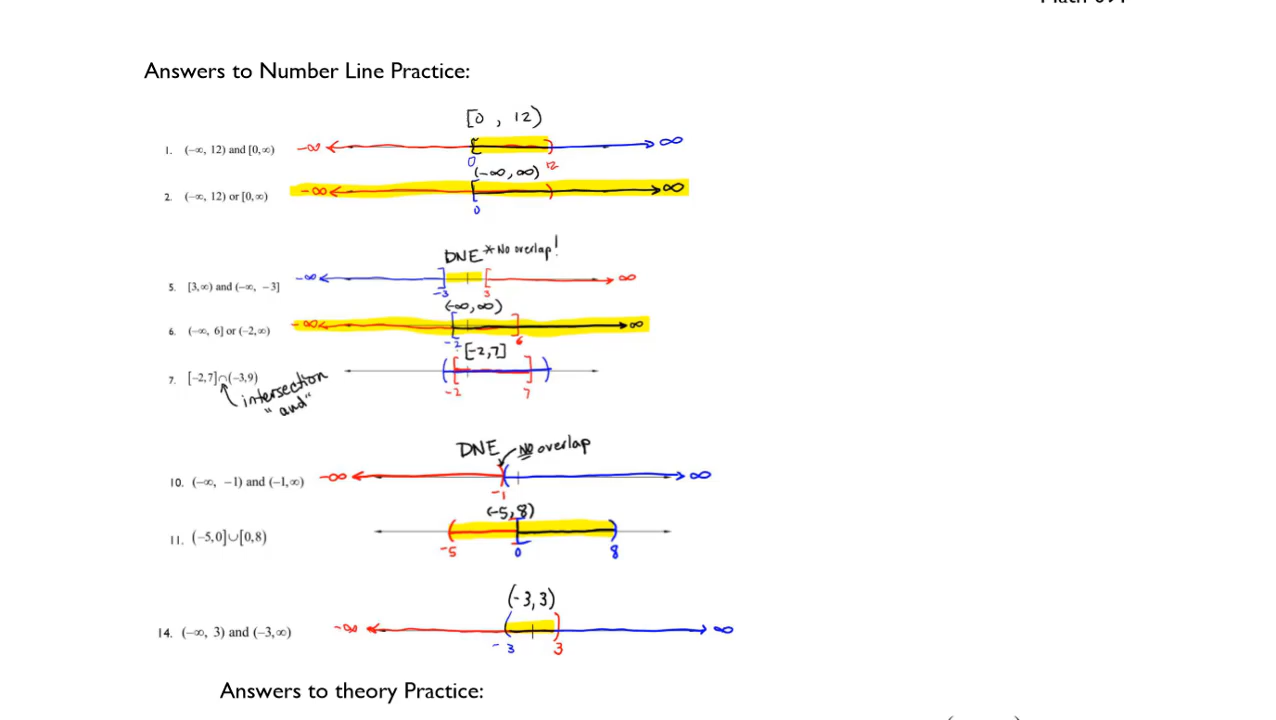 Answers to Number Line Practice:
[0 , 12)
1. (-∞, 12) and [0,∞) -∞ ∞
0 12
(-∞,∞)
2. (-∞, 12) or [0,∞) -∞ ∞
0
DNE *No overlap!
5. [3,∞) and (-∞, -3] -∞ ∞
-3 3
(-∞,∞)
6. (-∞, 6] or (-2,∞) -∞ ∞
-2 6
[-2,7]
7. [-2,7]∩(-3,9)
-2 7
intersection
"and"
DNE No overlap
10. (-∞, -1) and (-1,∞) -∞ ∞
-1
(-5,8)
11. (-5,0]∪[0,8)
-5 0 8
(-3,3)
14. (-∞, 3) and (-3,∞) -∞ ∞
-3 3
Answers to theory Practice: